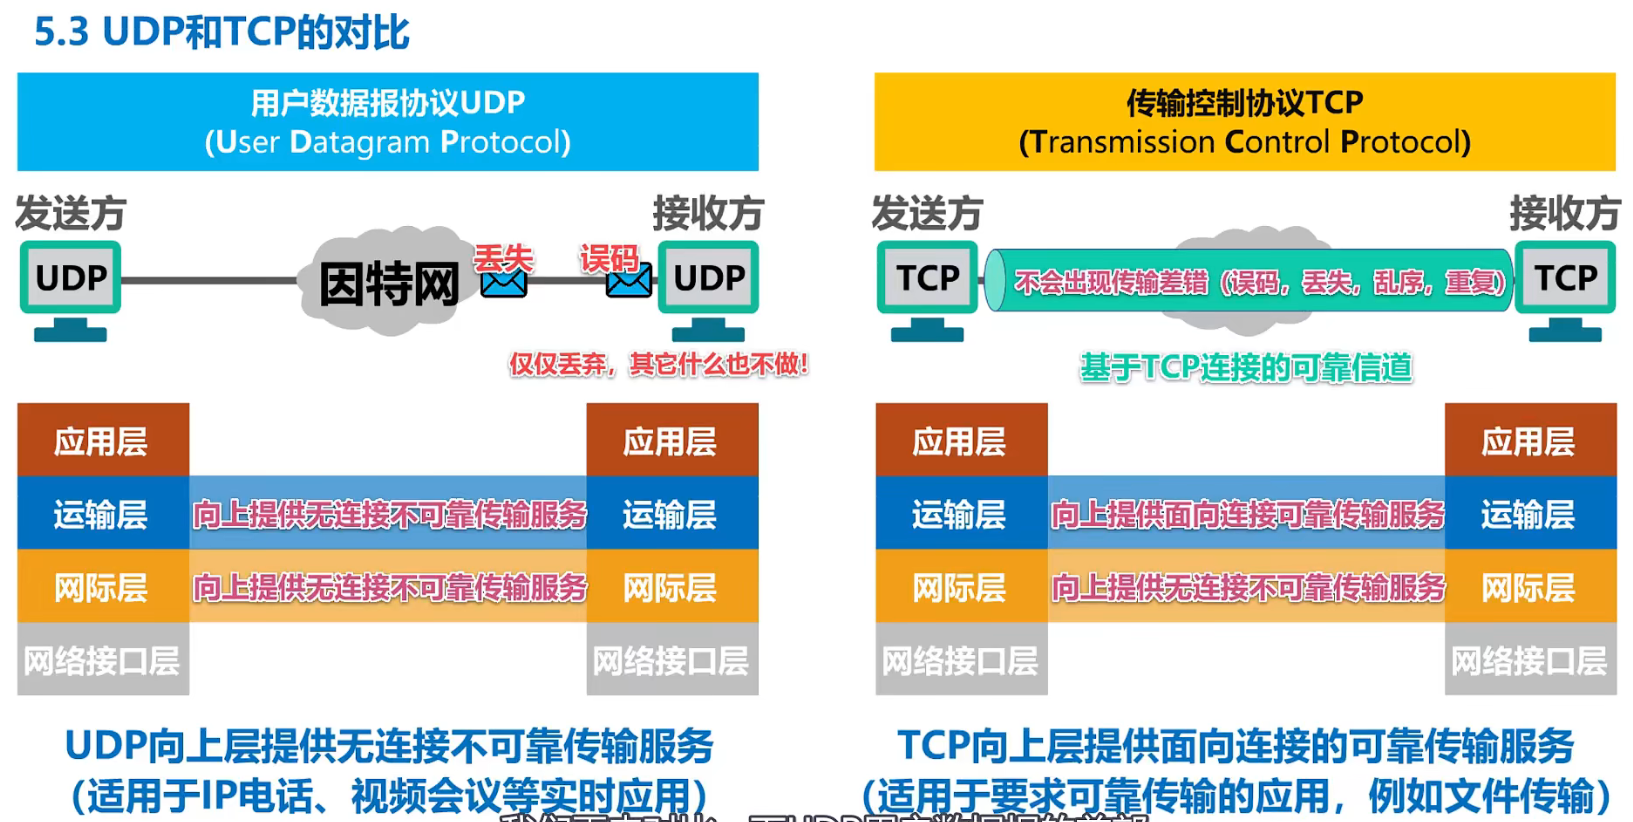 5.3 UDP和TCP的对比
用户数据报协议UDP
(User Datagram Protocol)
发送方
接收方
UDP
因特网
丢失
误码
UDP
仅仅丢弃，其它什么也不做！
应用层
应用层
运输层
向上提供无连接不可靠传输服务
运输层
网际层
向上提供无连接不可靠传输服务
网际层
网络接口层
网络接口层
UDP向上层提供无连接不可靠传输服务
（适用于IP电话、视频会议等实时应用）
传输控制协议TCP
(Transmission Control Protocol)
发送方
接收方
TCP
不会出现传输差错（误码，丢失，乱序，重复）
TCP
基于TCP连接的可靠信道
应用层
应用层
运输层
向上提供面向连接可靠传输服务
运输层
网际层
向上提供无连接不可靠传输服务
网际层
网络接口层
网络接口层
TCP向上层提供面向连接的可靠传输服务
（适用于要求可靠传输的应用，例如文件传输）